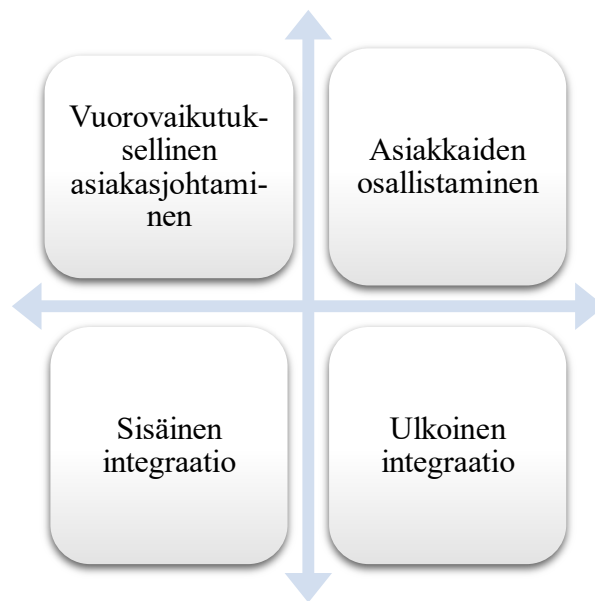 Vuorovaikutuk-
sellinen
asiakasjohtami-
nen
Asiakkaiden
osallistaminen
Sisäinen
integraatio
Ulkoinen
integraatio